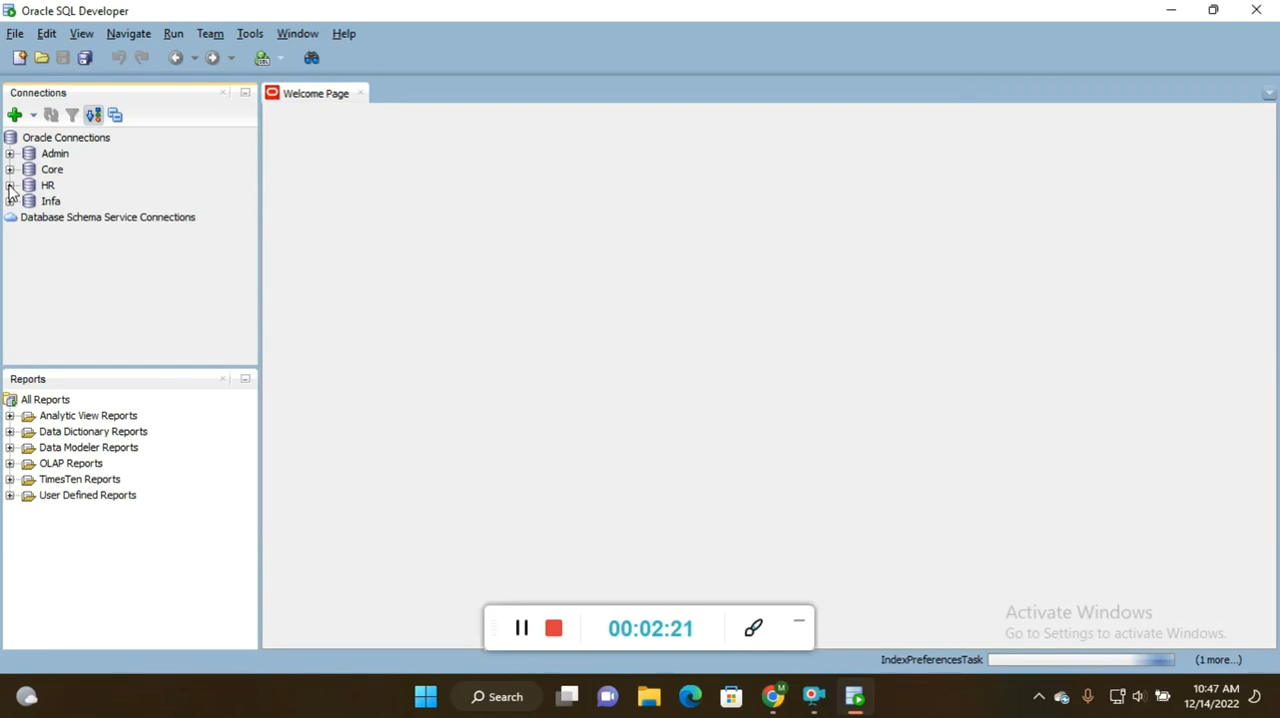 Oracle SQL Developer
File Edit View Navigate Run Team Tools Window Help
Connections
Welcome Page
Oracle Connections
Admin
Core
HR
Infa
Database Schema Service Connections
Reports
All Reports
Analytic View Reports
Data Dictionary Reports
Data Modeler Reports
OLAP Reports
TimesTen Reports
User Defined Reports
00:02:21
Activate Windows
Go to Settings to activate Windows.
IndexPreferencesTask (1 more...)
Search
10:47 AM
12/14/2022